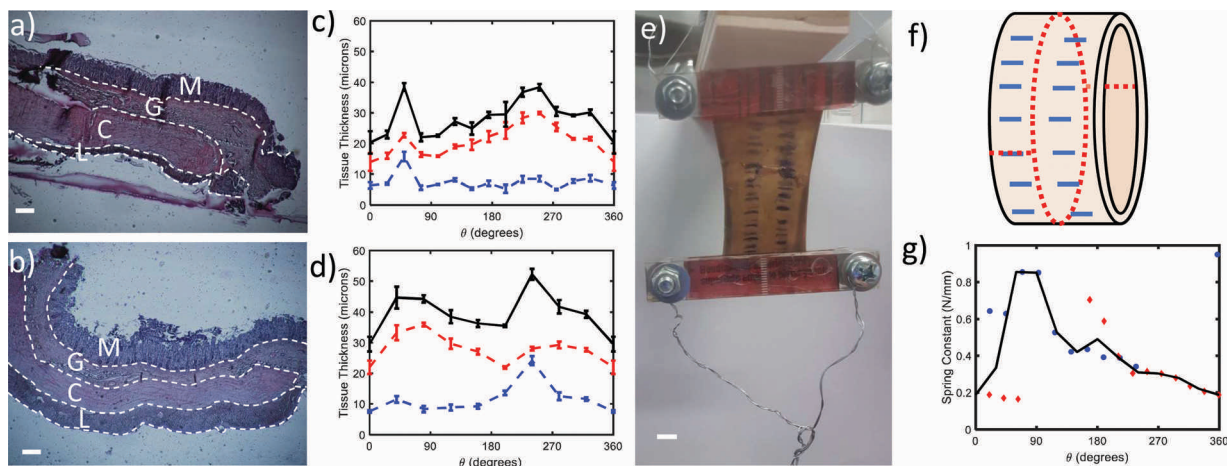 a)
M
G
C
L
b)
M
G
C
L
c)
Tissue Thickness (microns)
60
50
40
30
20
10
0
0 90 180 270 360
θ (degrees)
d)
Tissue Thickness (microns)
60
50
40
30
20
10
0
0 90 180 270 360
θ (degrees)
e)
f)
g)
Spring Constant (N/mm)
1
0.8
0.6
0.4
0.2
0
0 90 180 270 360
θ (degrees)